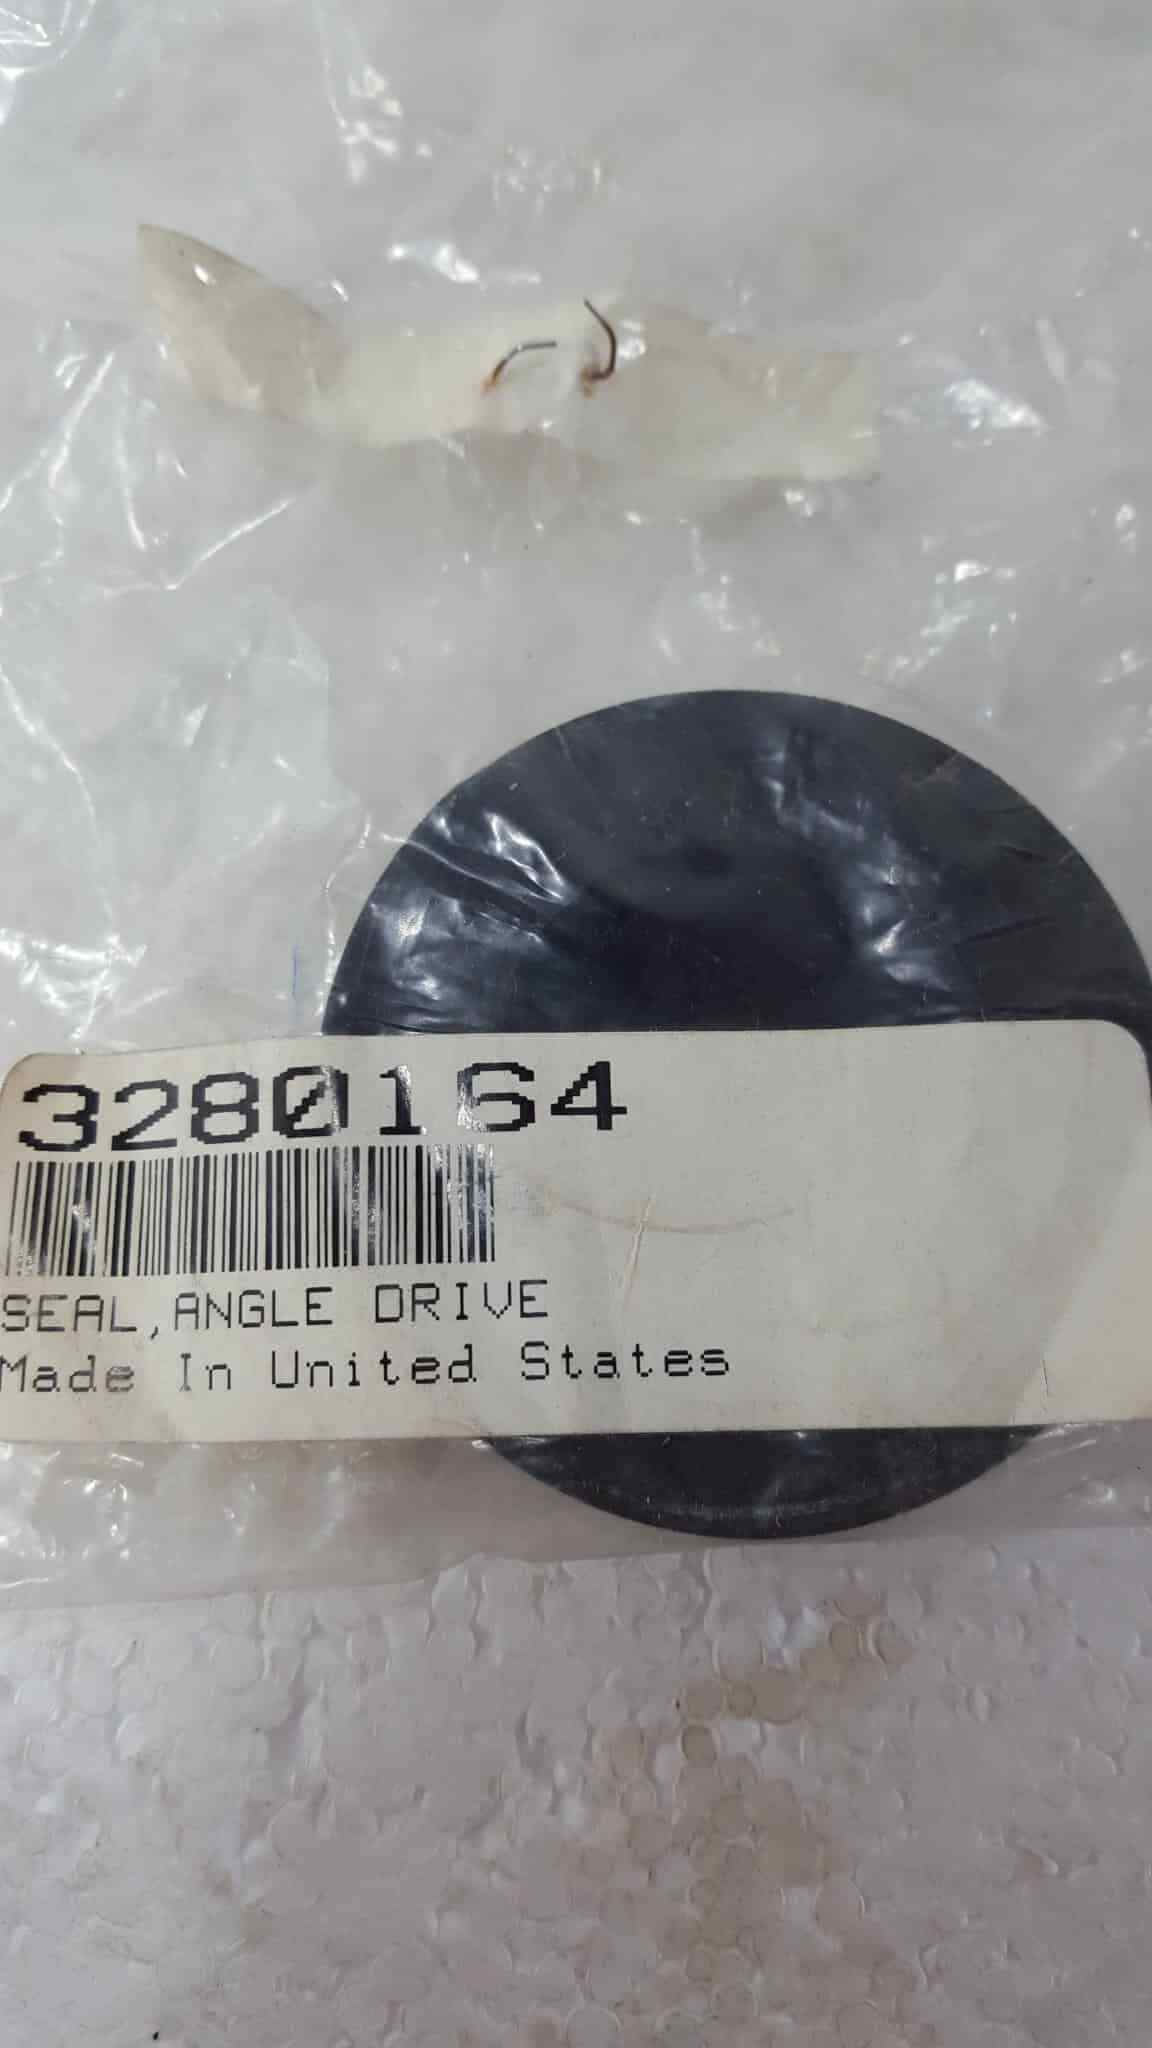 3280164
SEAL,ANGLE DRIVE
Made In United States